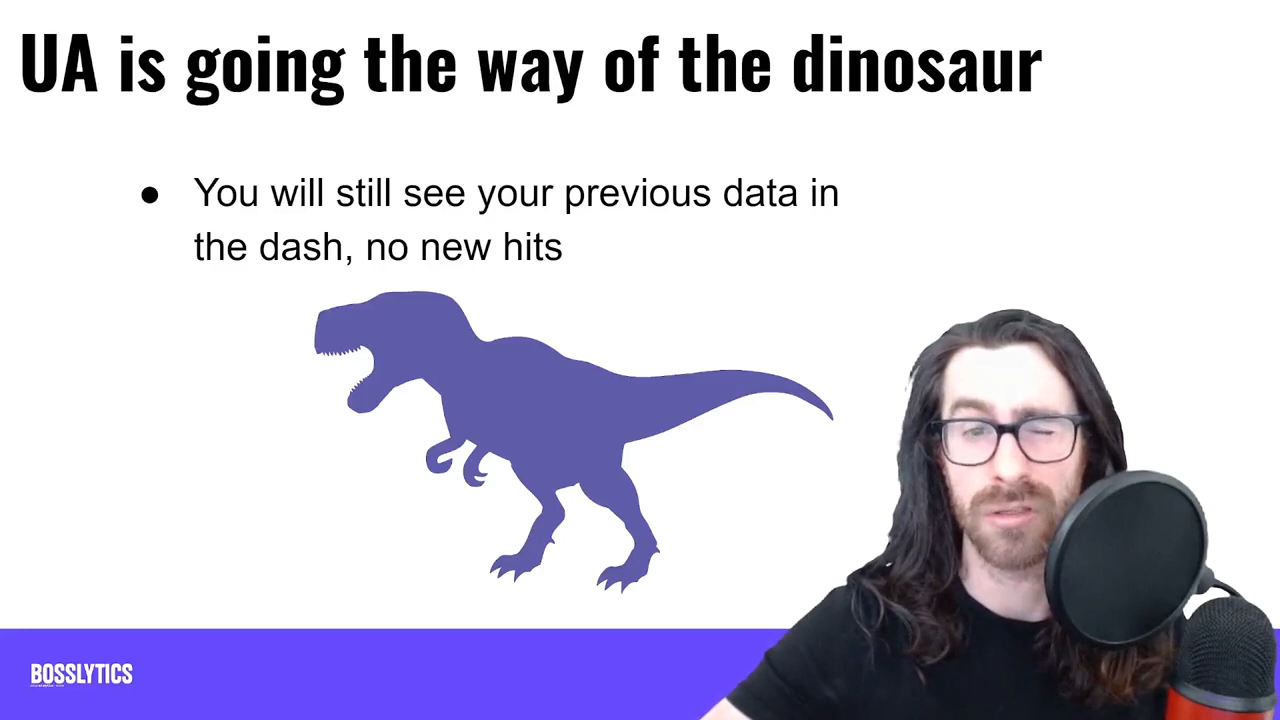 UA is going the way of the dinosaur
● You will still see your previous data in
the dash, no new hits
BOSSLYTICS